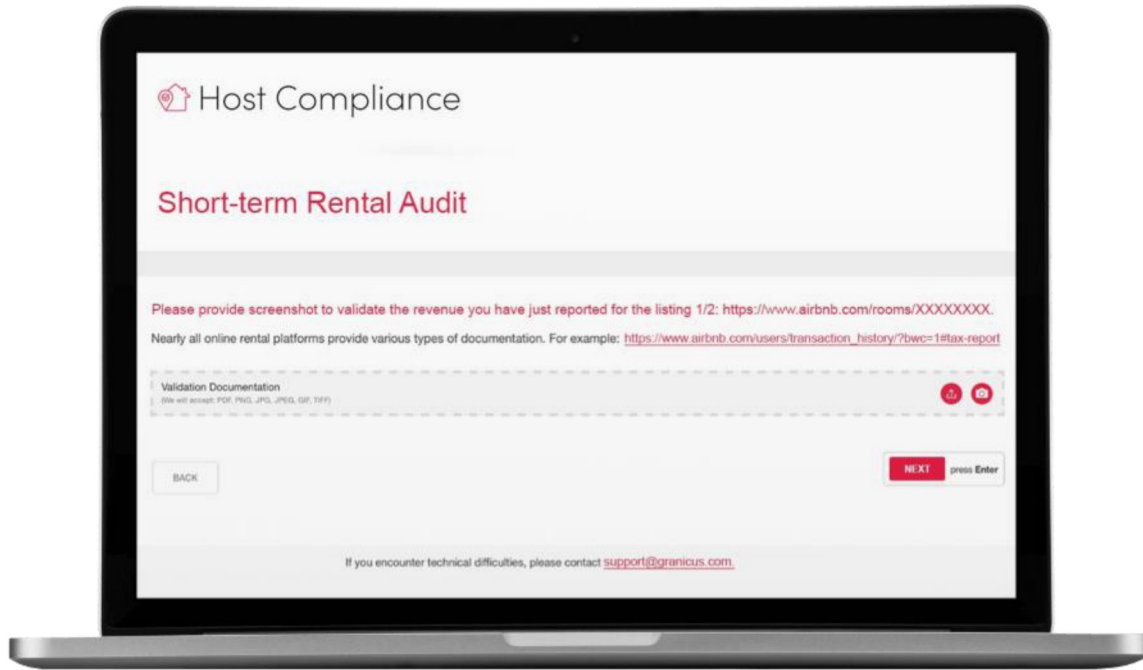 Host Compliance
Short-term Rental Audit
Please provide screenshot to validate the revenue you have just reported for the listing 1/2: https://www.airbnb.com/rooms/XXXXXXXX.
Nearly all online rental platforms provide various types of documentation. For example: https://www.airbnb.com/users/transaction_history/?bwc=1#tax-report
Validation Documentation
(We will accept: PDF, PNG, JPG, JPEG, GIF, TIFF)
BACK
NEXT press Enter
If you encounter technical difficulties, please contact support@granicus.com.